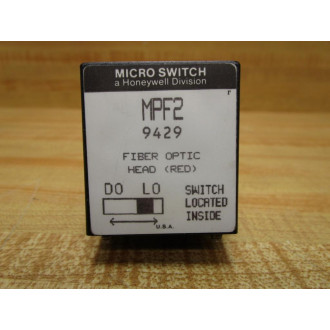 MICRO SWITCH
a Honeywell Division
MPF2
9429
FIBER OPTIC
HEAD (RED)
DO LO
SWITCH
LOCATED
INSIDE
U.S.A.